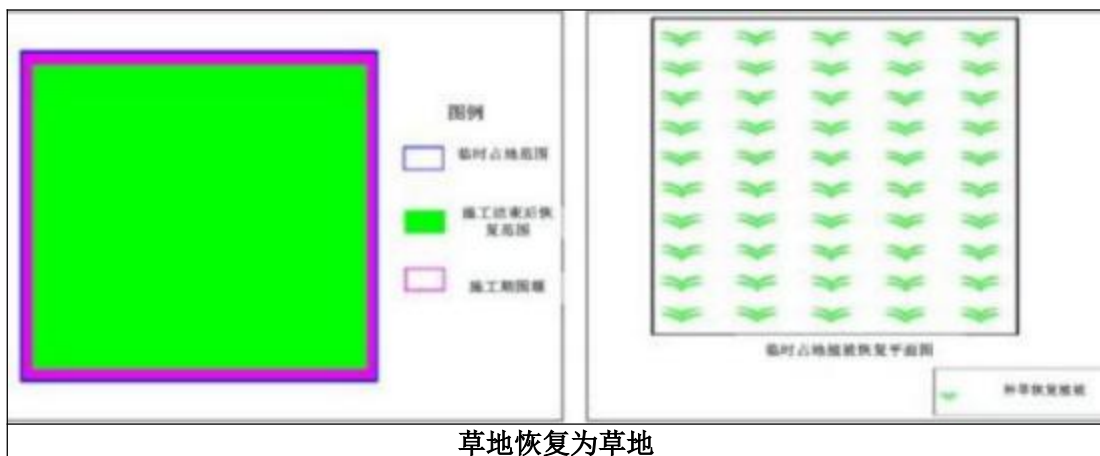 图例
临时占地范围
施工结束后恢
复范围
施工期围堰
临时占地植被恢复平面图
种草恢复植被
草地恢复为草地